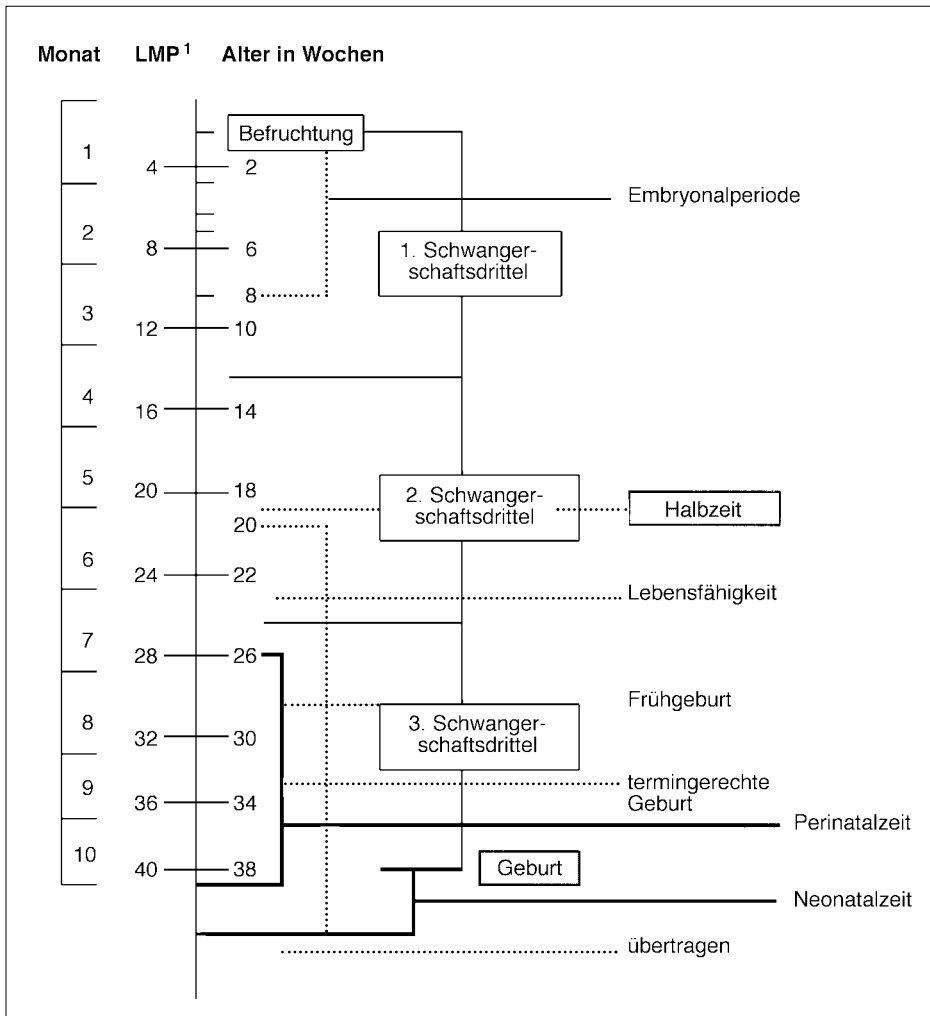 Monat LMP¹ Alter in Wochen
Befruchtung
1
4 2
Embryonalperiode
2
1. Schwanger-
schaftsdrittel
8 6
8
3
12 10
4
16 14
5
20 18
2. Schwanger-
schaftsdrittel
Halbzeit
20
6
24 22
Lebensfähigkeit
7
28 26
Frühgeburt
8
3. Schwanger-
schaftsdrittel
32 30
termingerechte
Geburt
9
36 34
Perinatalzeit
10
40 38
Geburt
Neonatalzeit
übertragen